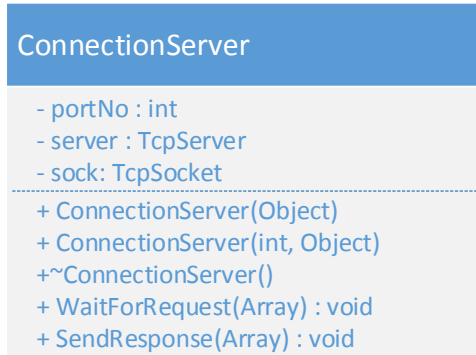 ConnectionServer
- portNo : int
- server : TcpServer
- sock: TcpSocket
+ ConnectionServer(Object)
+ ConnectionServer(int, Object)
+~ConnectionServer()
+ WaitForRequest(Array) : void
+ SendResponse(Array) : void